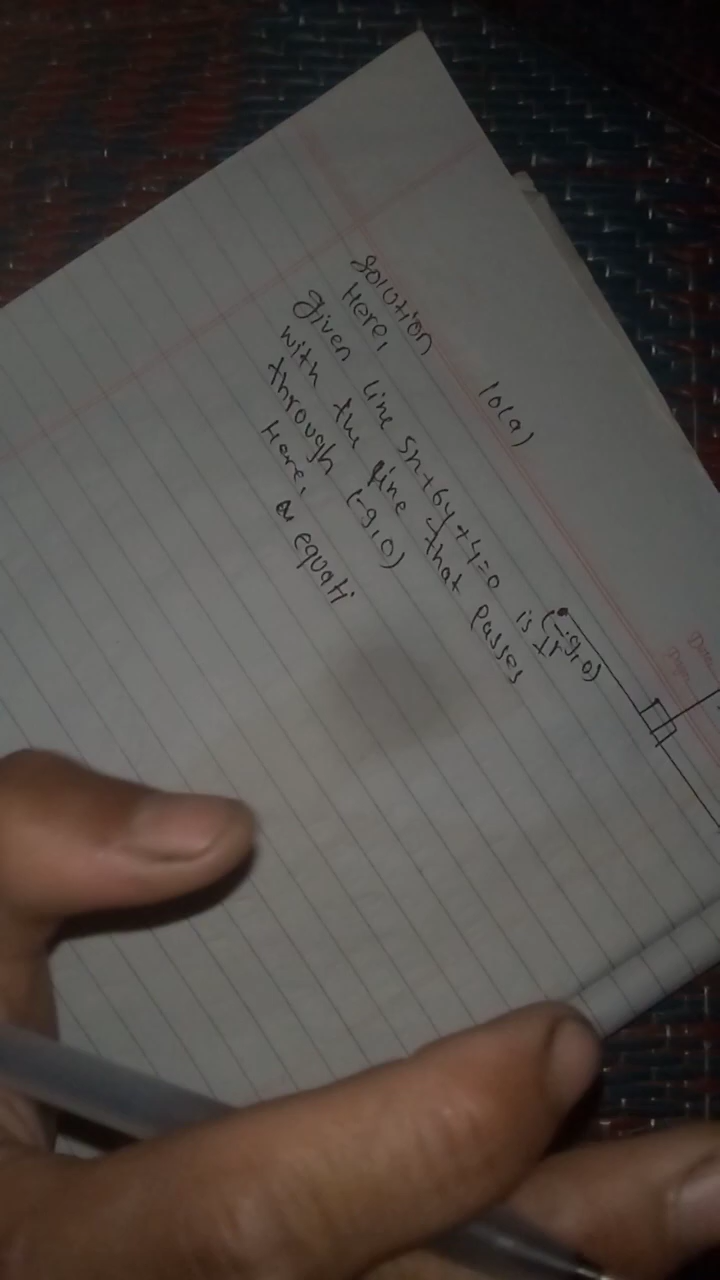 10(a)
solution
Here,
given line 5x+6y+4=0 is ⊥r
with the line that passes
through (-9,0)
Here,
equati
(-9,0)